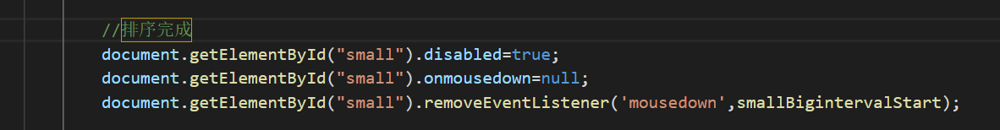 //排序完成
document.getElementById("small").disabled=true;
document.getElementById("small").onmousedown=null;
document.getElementById("small").removeEventListener('mousedown',smallBigintervalStart);